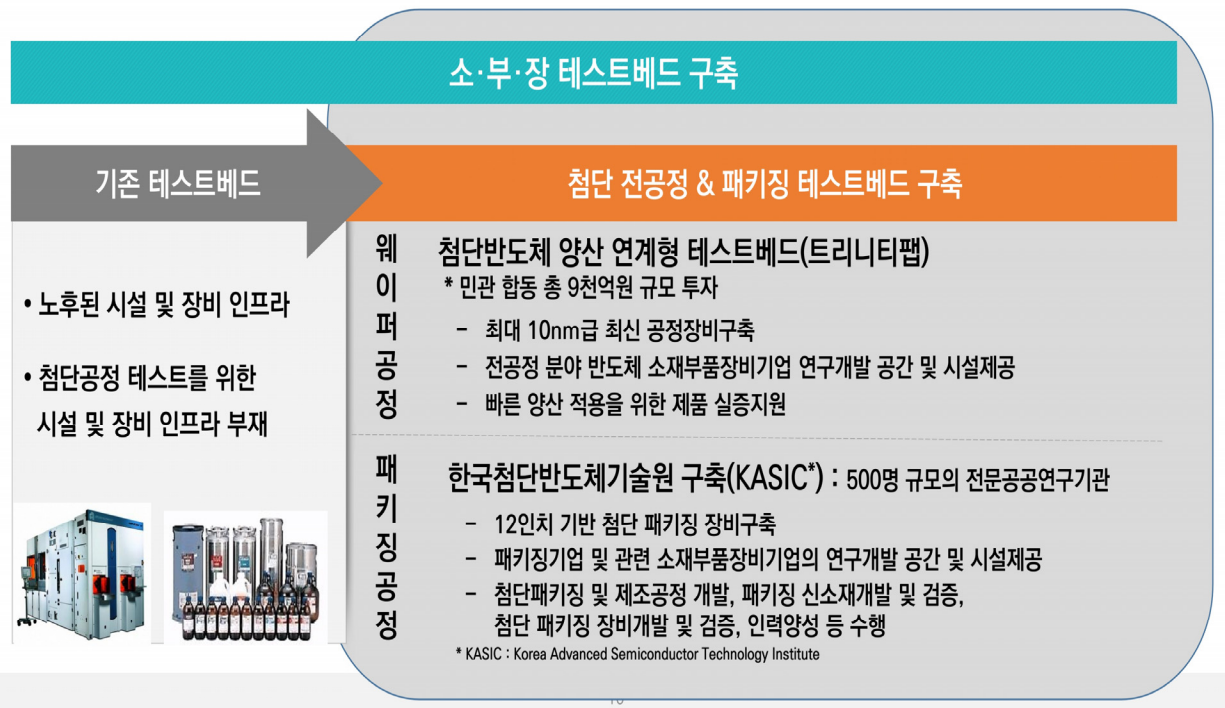 소·부·장 테스트베드 구축
기존 테스트베드
첨단 전공정 & 패키징 테스트베드 구축
• 노후된 시설 및 장비 인프라
• 첨단공정 테스트를 위한
시설 및 장비 인프라 부재
웨이퍼공정
첨단반도체 양산 연계형 테스트베드(트리니티팹)
* 민관 합동 총 9천억원 규모 투자
- 최대 10nm급 최신 공정장비구축
- 전공정 분야 반도체 소재부품장비기업 연구개발 공간 및 시설제공
- 빠른 양산 적용을 위한 제품 실증지원
패키징공정
한국첨단반도체기술원 구축(KASIC*) : 500명 규모의 전문공공연구기관
- 12인치 기반 첨단 패키징 장비구축
- 패키징기업 및 관련 소재부품장비기업의 연구개발 공간 및 시설제공
- 첨단패키징 및 제조공정 개발, 패키징 신소재개발 및 검증,
첨단 패키징 장비개발 및 검증, 인력양성 등 수행
* KASIC : Korea Advanced Semiconductor Technology Institute